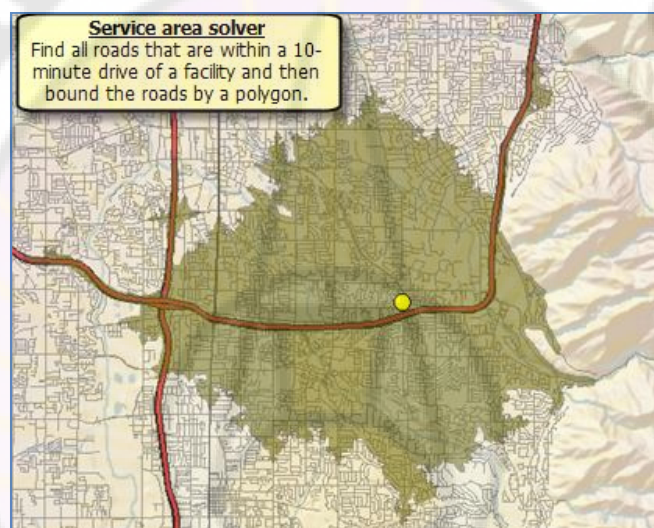 Service area solver
Find all roads that are within a 10-
minute drive of a facility and then
bound the roads by a polygon.